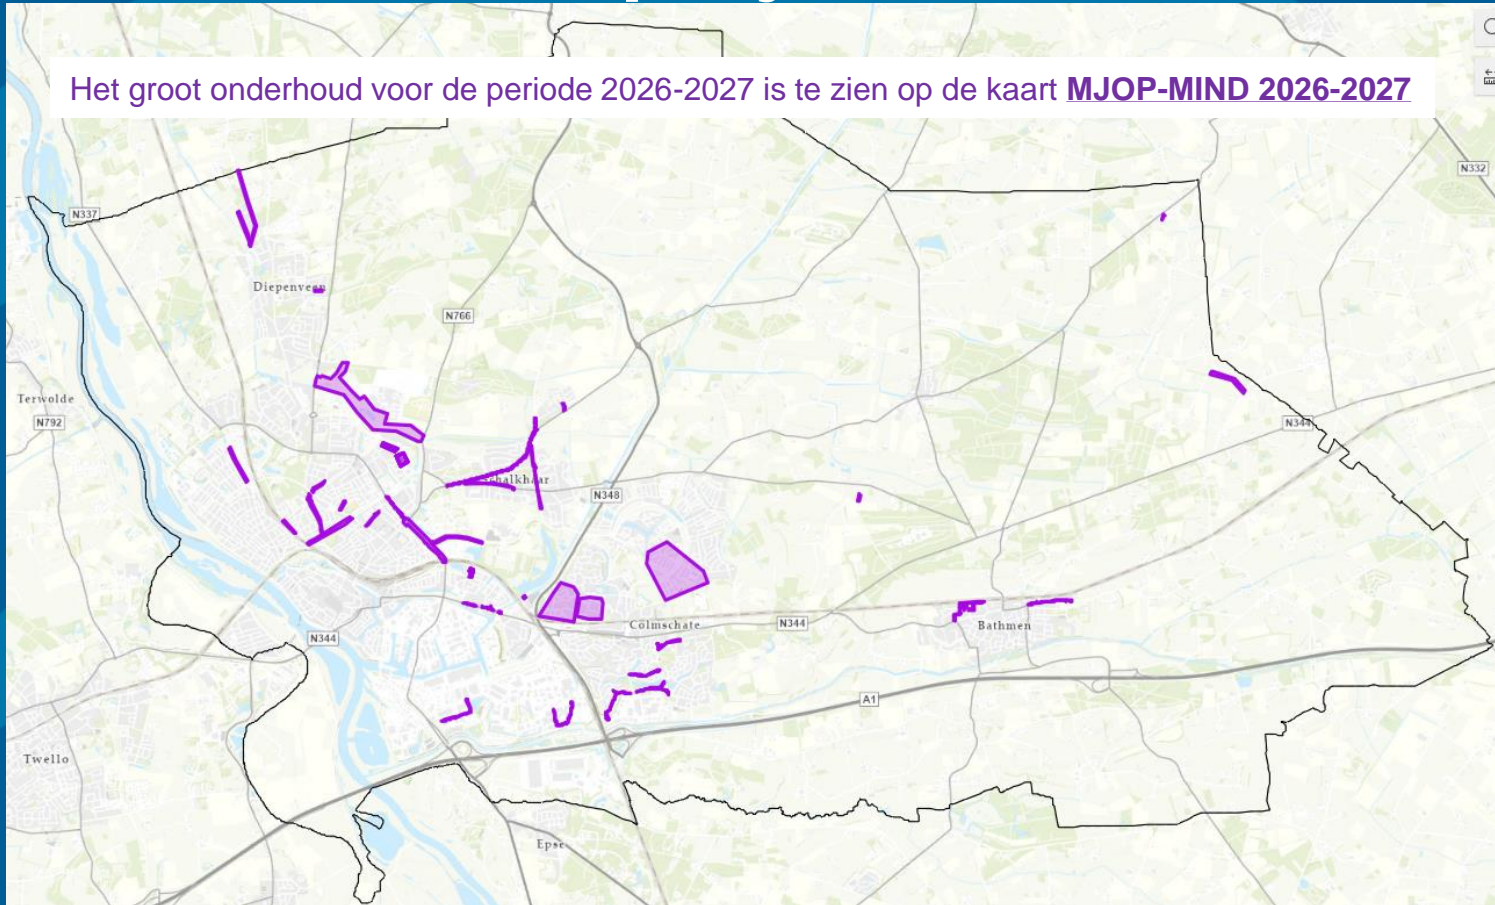 Het groot onderhoud voor de periode 2026-2027 is te zien op de kaart MJOP-MIND 2026-2027
N332
N337
Diepenveen
N766
Terwolde
N792
N344
Schalkhaar
N348
Colmschate
N344
Bathmen
N344
A1
Twello
Epse